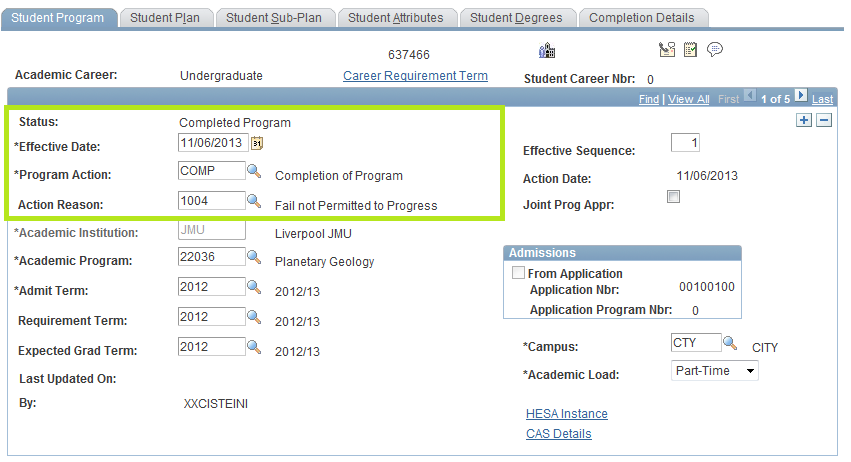 Student Program Student Plan Student Sub-Plan Student Attributes Student Degrees Completion Details
637466
Academic Career: Undergraduate Career Requirement Term Student Career Nbr: 0
Find | View All First 1 of 5 Last
Status: Completed Program
*Effective Date: 11/06/2013 31 Effective Sequence: 1
*Program Action: COMP Completion of Program Action Date: 11/06/2013
Action Reason: 1004 Fail not Permitted to Progress Joint Prog Appr:
*Academic Institution: JMU Liverpool JMU
*Academic Program: 22036 Planetary Geology
Admissions
From Application
*Admit Term: 2012 2012/13 Application Nbr: 00100100
Requirement Term: 2012 2012/13 Application Program Nbr: 0
Expected Grad Term: 2012 2012/13 *Campus: CTY CITY
Last Updated On: *Academic Load: Part-Time
By: XXCISTEINI
HESA Instance
CAS Details